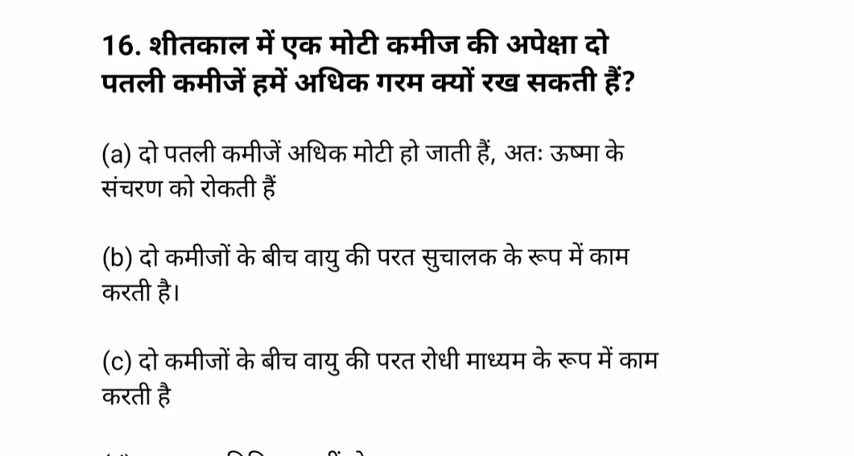 16. शीतकाल में एक मोटी कमीज की अपेक्षा दो
पतली कमीजें हमें अधिक गरम क्यों रख सकती हैं?
(a) दो पतली कमीजें अधिक मोटी हो जाती हैं, अतः ऊष्मा के
संचरण को रोकती हैं
(b) दो कमीजों के बीच वायु की परत सुचालक के रूप में काम
करती है।
(c) दो कमीजों के बीच वायु की परत रोधी माध्यम के रूप में काम
करती है